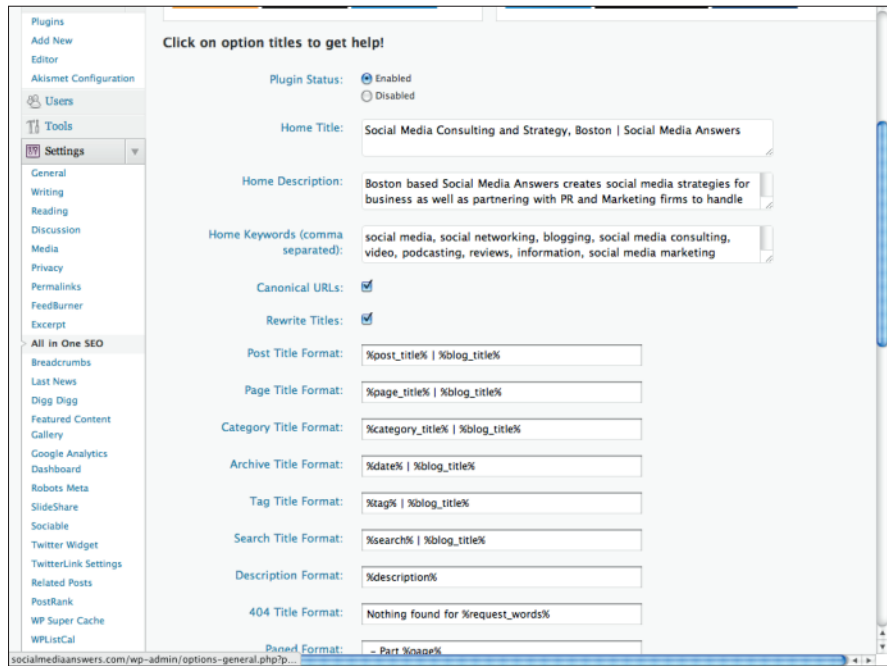 Plugins
Add New
Editor
Akismet Configuration
Users
Tools
Settings
General
Writing
Reading
Discussion
Media
Privacy
Permalinks
FeedBurner
Excerpt
All in One SEO
Breadcrumbs
Last News
Digg Digg
Featured Content
Gallery
Google Analytics
Dashboard
Robots Meta
SlideShare
Sociable
Twitter Widget
TwitterLink Settings
Related Posts
PostRank
WP Super Cache
WPListCal
socialmediaanswers.com/wp-admin/options-general.php?p...
Click on option titles to get help!
Plugin Status:
Enabled
Disabled
Home Title:
Social Media Consulting and Strategy, Boston | Social Media Answers
Home Description:
Boston based Social Media Answers creates social media strategies for
business as well as partnering with PR and Marketing firms to handle
Home Keywords (comma
separated):
social media, social networking, blogging, social media consulting,
video, podcasting, reviews, information, social media marketing
Canonical URLs:
Rewrite Titles:
Post Title Format:
%post_title% | %blog_title%
Page Title Format:
%page_title% | %blog_title%
Category Title Format:
%category_title% | %blog_title%
Archive Title Format:
%date% | %blog_title%
Tag Title Format:
%tag% | %blog_title%
Search Title Format:
%search% | %blog_title%
Description Format:
%description%
404 Title Format:
Nothing found for %request_words%
Paged Format:
- Part %page%